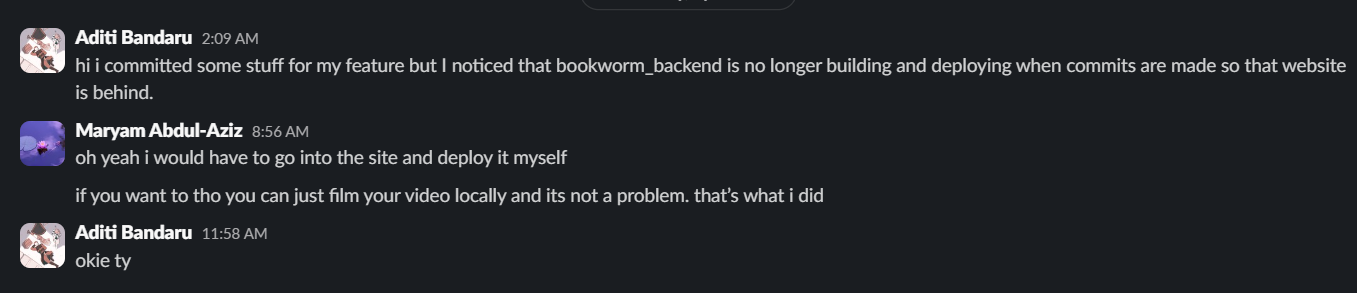 Aditi Bandaru 2:09 AM
hi i committed some stuff for my feature but I noticed that bookworm_backend is no longer building and deploying when commits are made so that website
is behind.
Maryam Abdul-Aziz 8:56 AM
oh yeah i would have to go into the site and deploy it myself
if you want to tho you can just film your video locally and its not a problem. that’s what i did
Aditi Bandaru 11:58 AM
okie ty